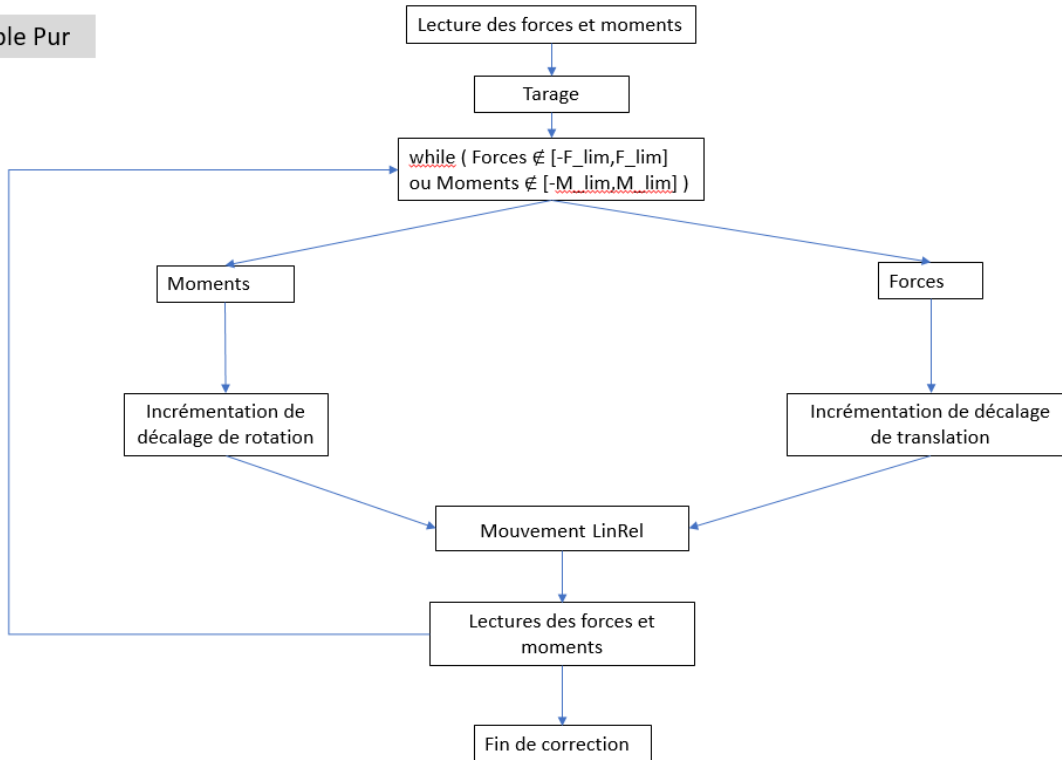 Lecture des forces et moments
Pur
Tarage
while ( Forces ∉ [-F_lim,F_lim]
ou Moments ∉ [-M_lim,M_lim] )
Moments
Forces
Incrémentation de
décalage de rotation
Incrémentation de décalage
de translation
Mouvement LinRel
Lectures des forces et
moments
Fin de correction